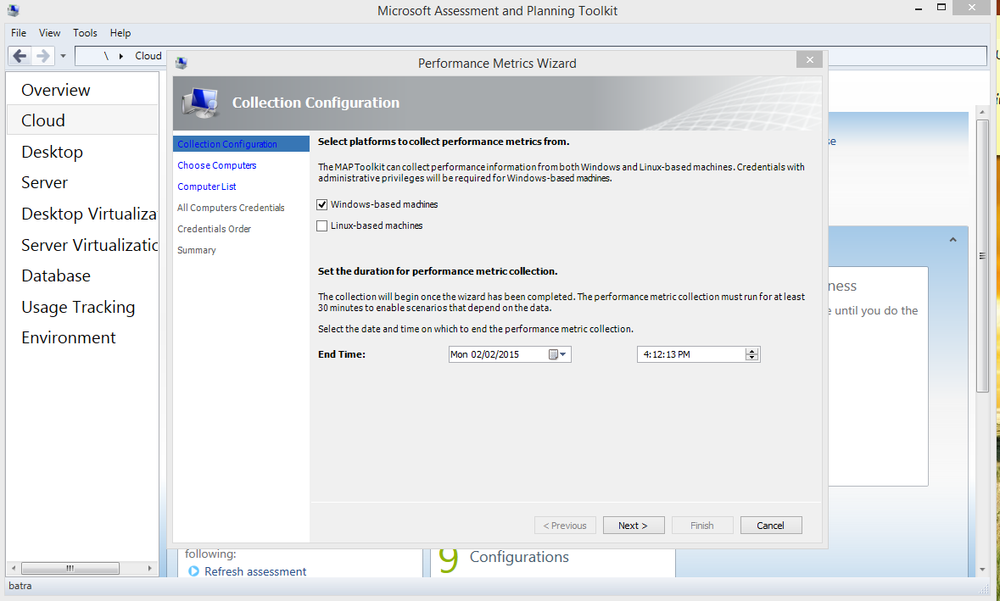 Microsoft Assessment and Planning Toolkit
File View Tools Help
\ Cloud
Overview
Cloud
Desktop
Server
Desktop Virtualiza
Server Virtualizatic
Database
Usage Tracking
Environment
Performance Metrics Wizard
Collection Configuration
Collection Configuration
Choose Computers
Computer List
All Computers Credentials
Credentials Order
Summary
Select platforms to collect performance metrics from.
The MAP Toolkit can collect performance information from both Windows and Linux-based machines. Credentials with
administrative privileges will be required for Windows-based machines.
Windows-based machines
Linux-based machines
Set the duration for performance metric collection.
The collection will begin once the wizard has been completed. The performance metric collection must run for at least
30 minutes to enable scenarios that depend on the data.
Select the date and time on which to end the performance metric collection.
End Time: Mon 02/02/2015 4:12:13 PM
< Previous Next > Finish Cancel
se
ness
e until you do the
following:
Refresh assessment
9 Configurations
batra